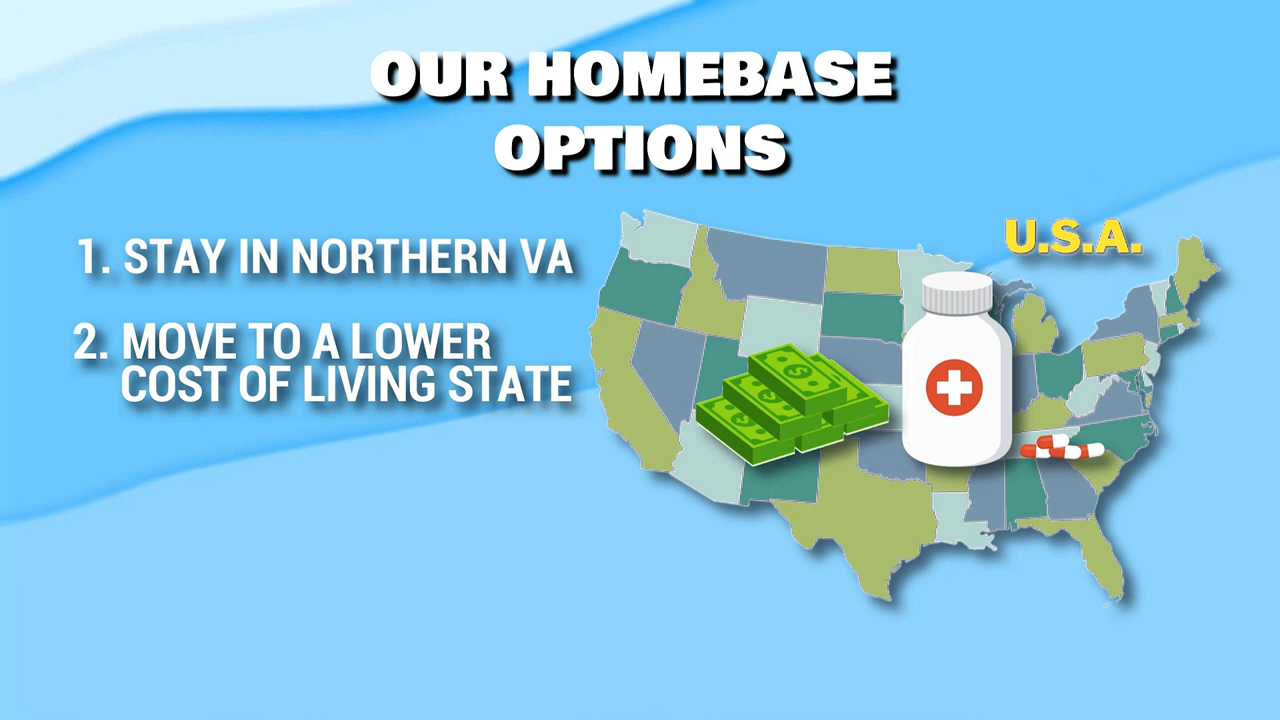 OUR HOMEBASE
OPTIONS
1. STAY IN NORTHERN VA
2. MOVE TO A LOWER
COST OF LIVING STATE
U.S.A.